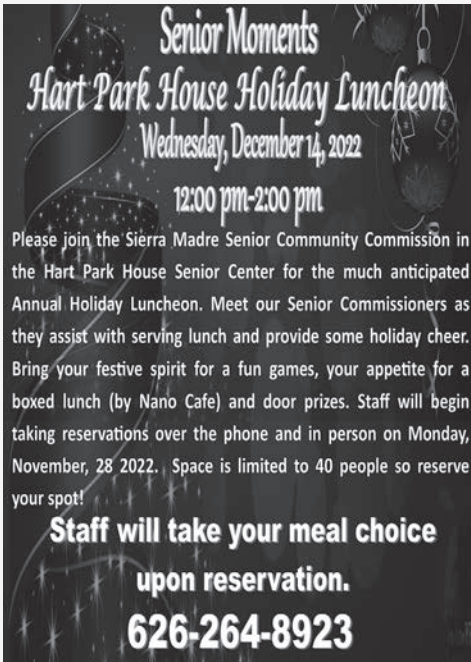 Senior Moments
Hart Park House Holiday Luncheon
Wednesday, December 14, 2022
12:00 pm-2:00 pm
Please join the Sierra Madre Senior Community Commission in
the Hart Park House Senior Center for the much anticipated
Annual Holiday Luncheon. Meet our Senior Commissioners as
they assist with serving lunch and provide some holiday cheer.
Bring your festive spirit for a fun games, your appetite for a
boxed lunch (by Nano Cafe) and door prizes. Staff will begin
taking reservations over the phone and in person on Monday,
November, 28 2022. Space is limited to 40 people so reserve
your spot!
Staff will take your meal choice
upon reservation.
626-264-8923